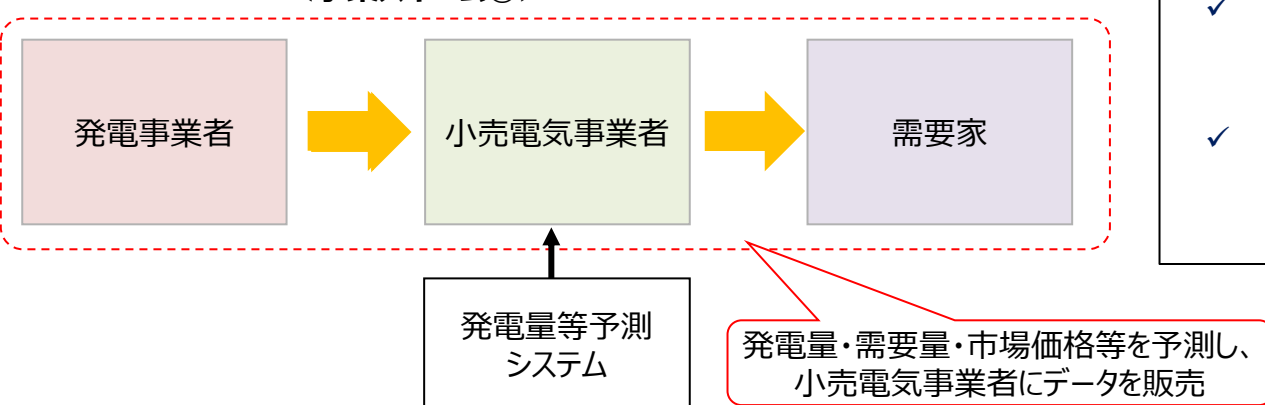 発電事業者
小売電気事業者
需要家
✓
✓
発電量等予測
システム
発電量・需要量・市場価格等を予測し、
小売電気事業者にデータを販売